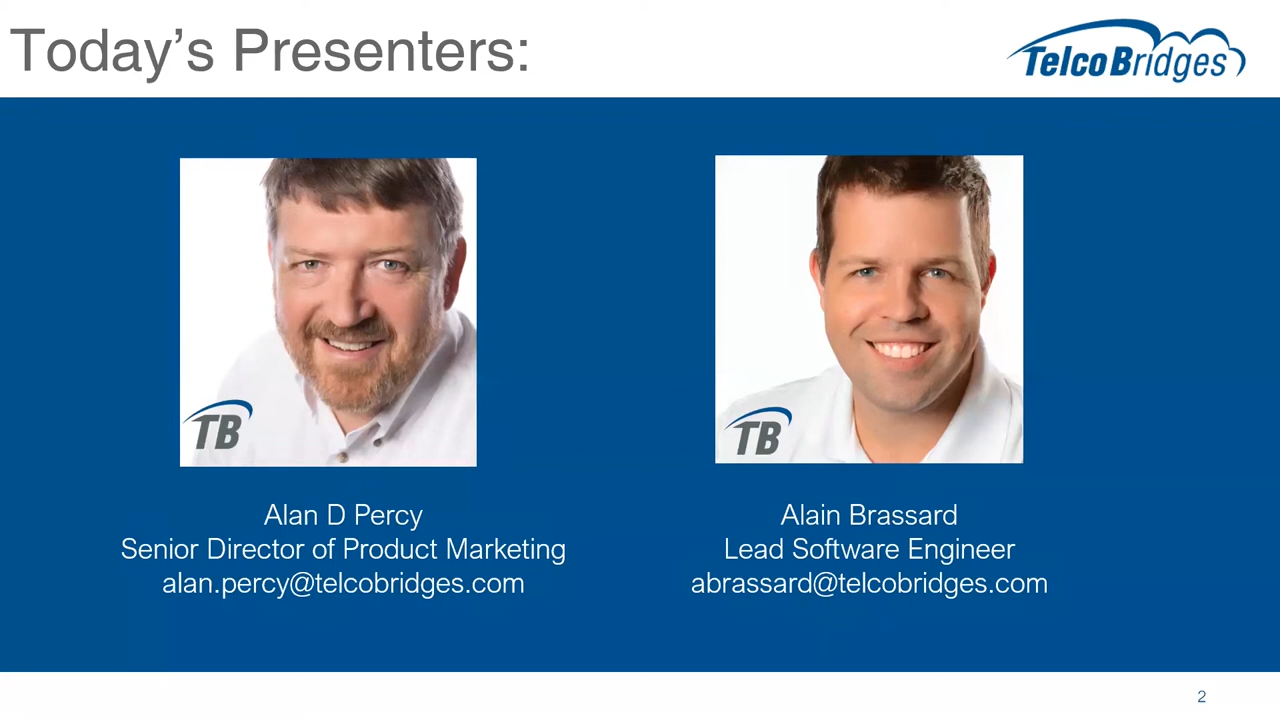 Today's Presenters:
TelcoBridges
TB
TB
Alan D Percy
Senior Director of Product Marketing
alan.percy@telcobridges.com
Alain Brassard
Lead Software Engineer
abrassard@telcobridges.com
2